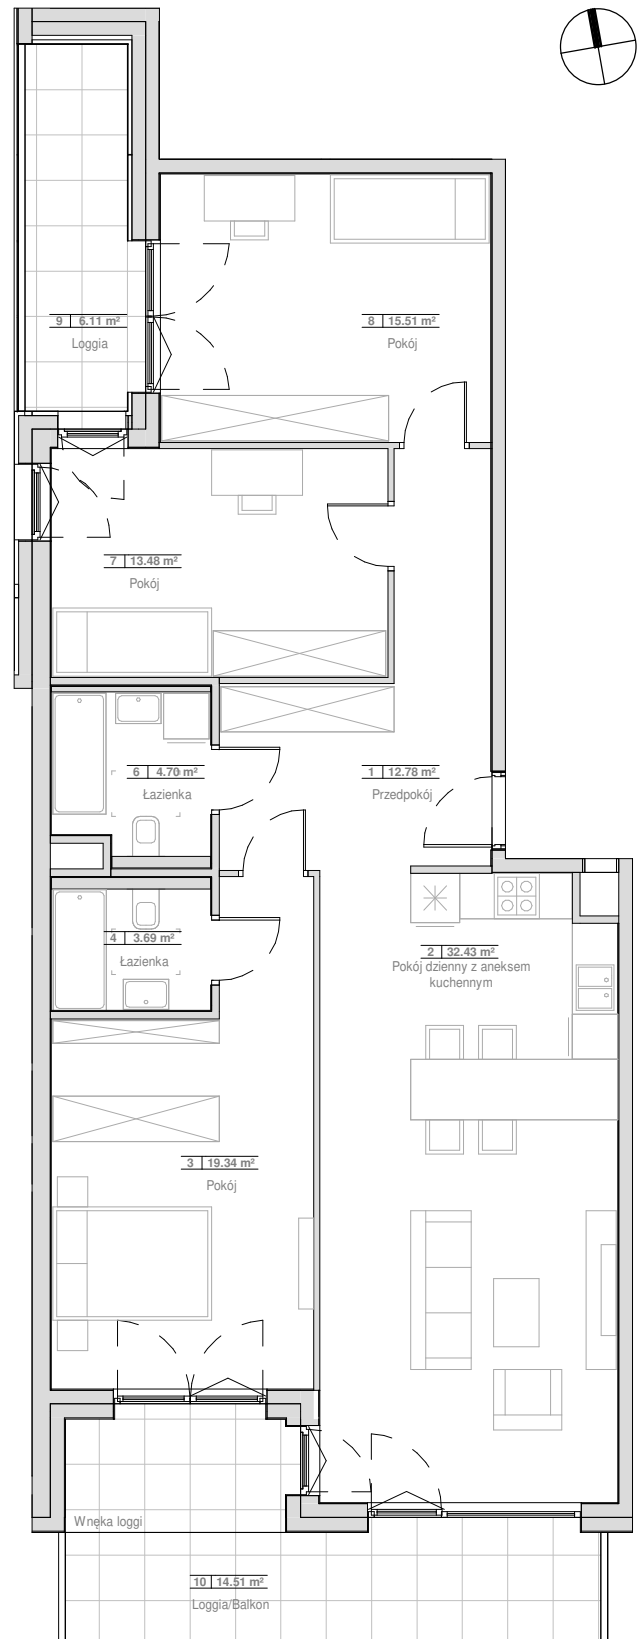 9 6.11 m²
Loggia
8 15.51 m²
Pokój
7 13.48 m²
Pokój
6 4.70 m²
Łazienka
1 12.78 m²
Przedpokój
4 3.69 m²
Łazienka
2 32.43 m²
Pokój dzienny z aneksem
kuchennym
3 19.34 m²
Pokój
Wnęka loggi
10 14.51 m²
Loggia/Balkon